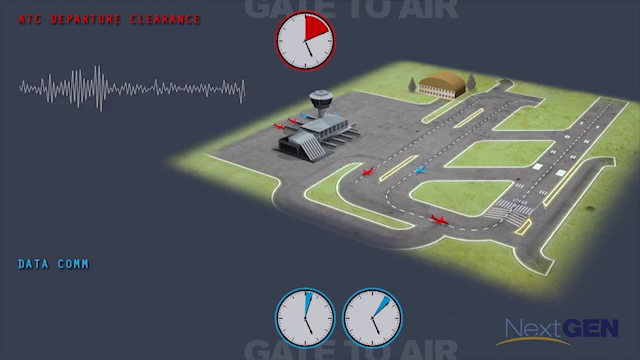 GATE TO AIR
ATC DEPARTURE CLEARANCE
DATA COMM
NextGEN
GATE TO AIR